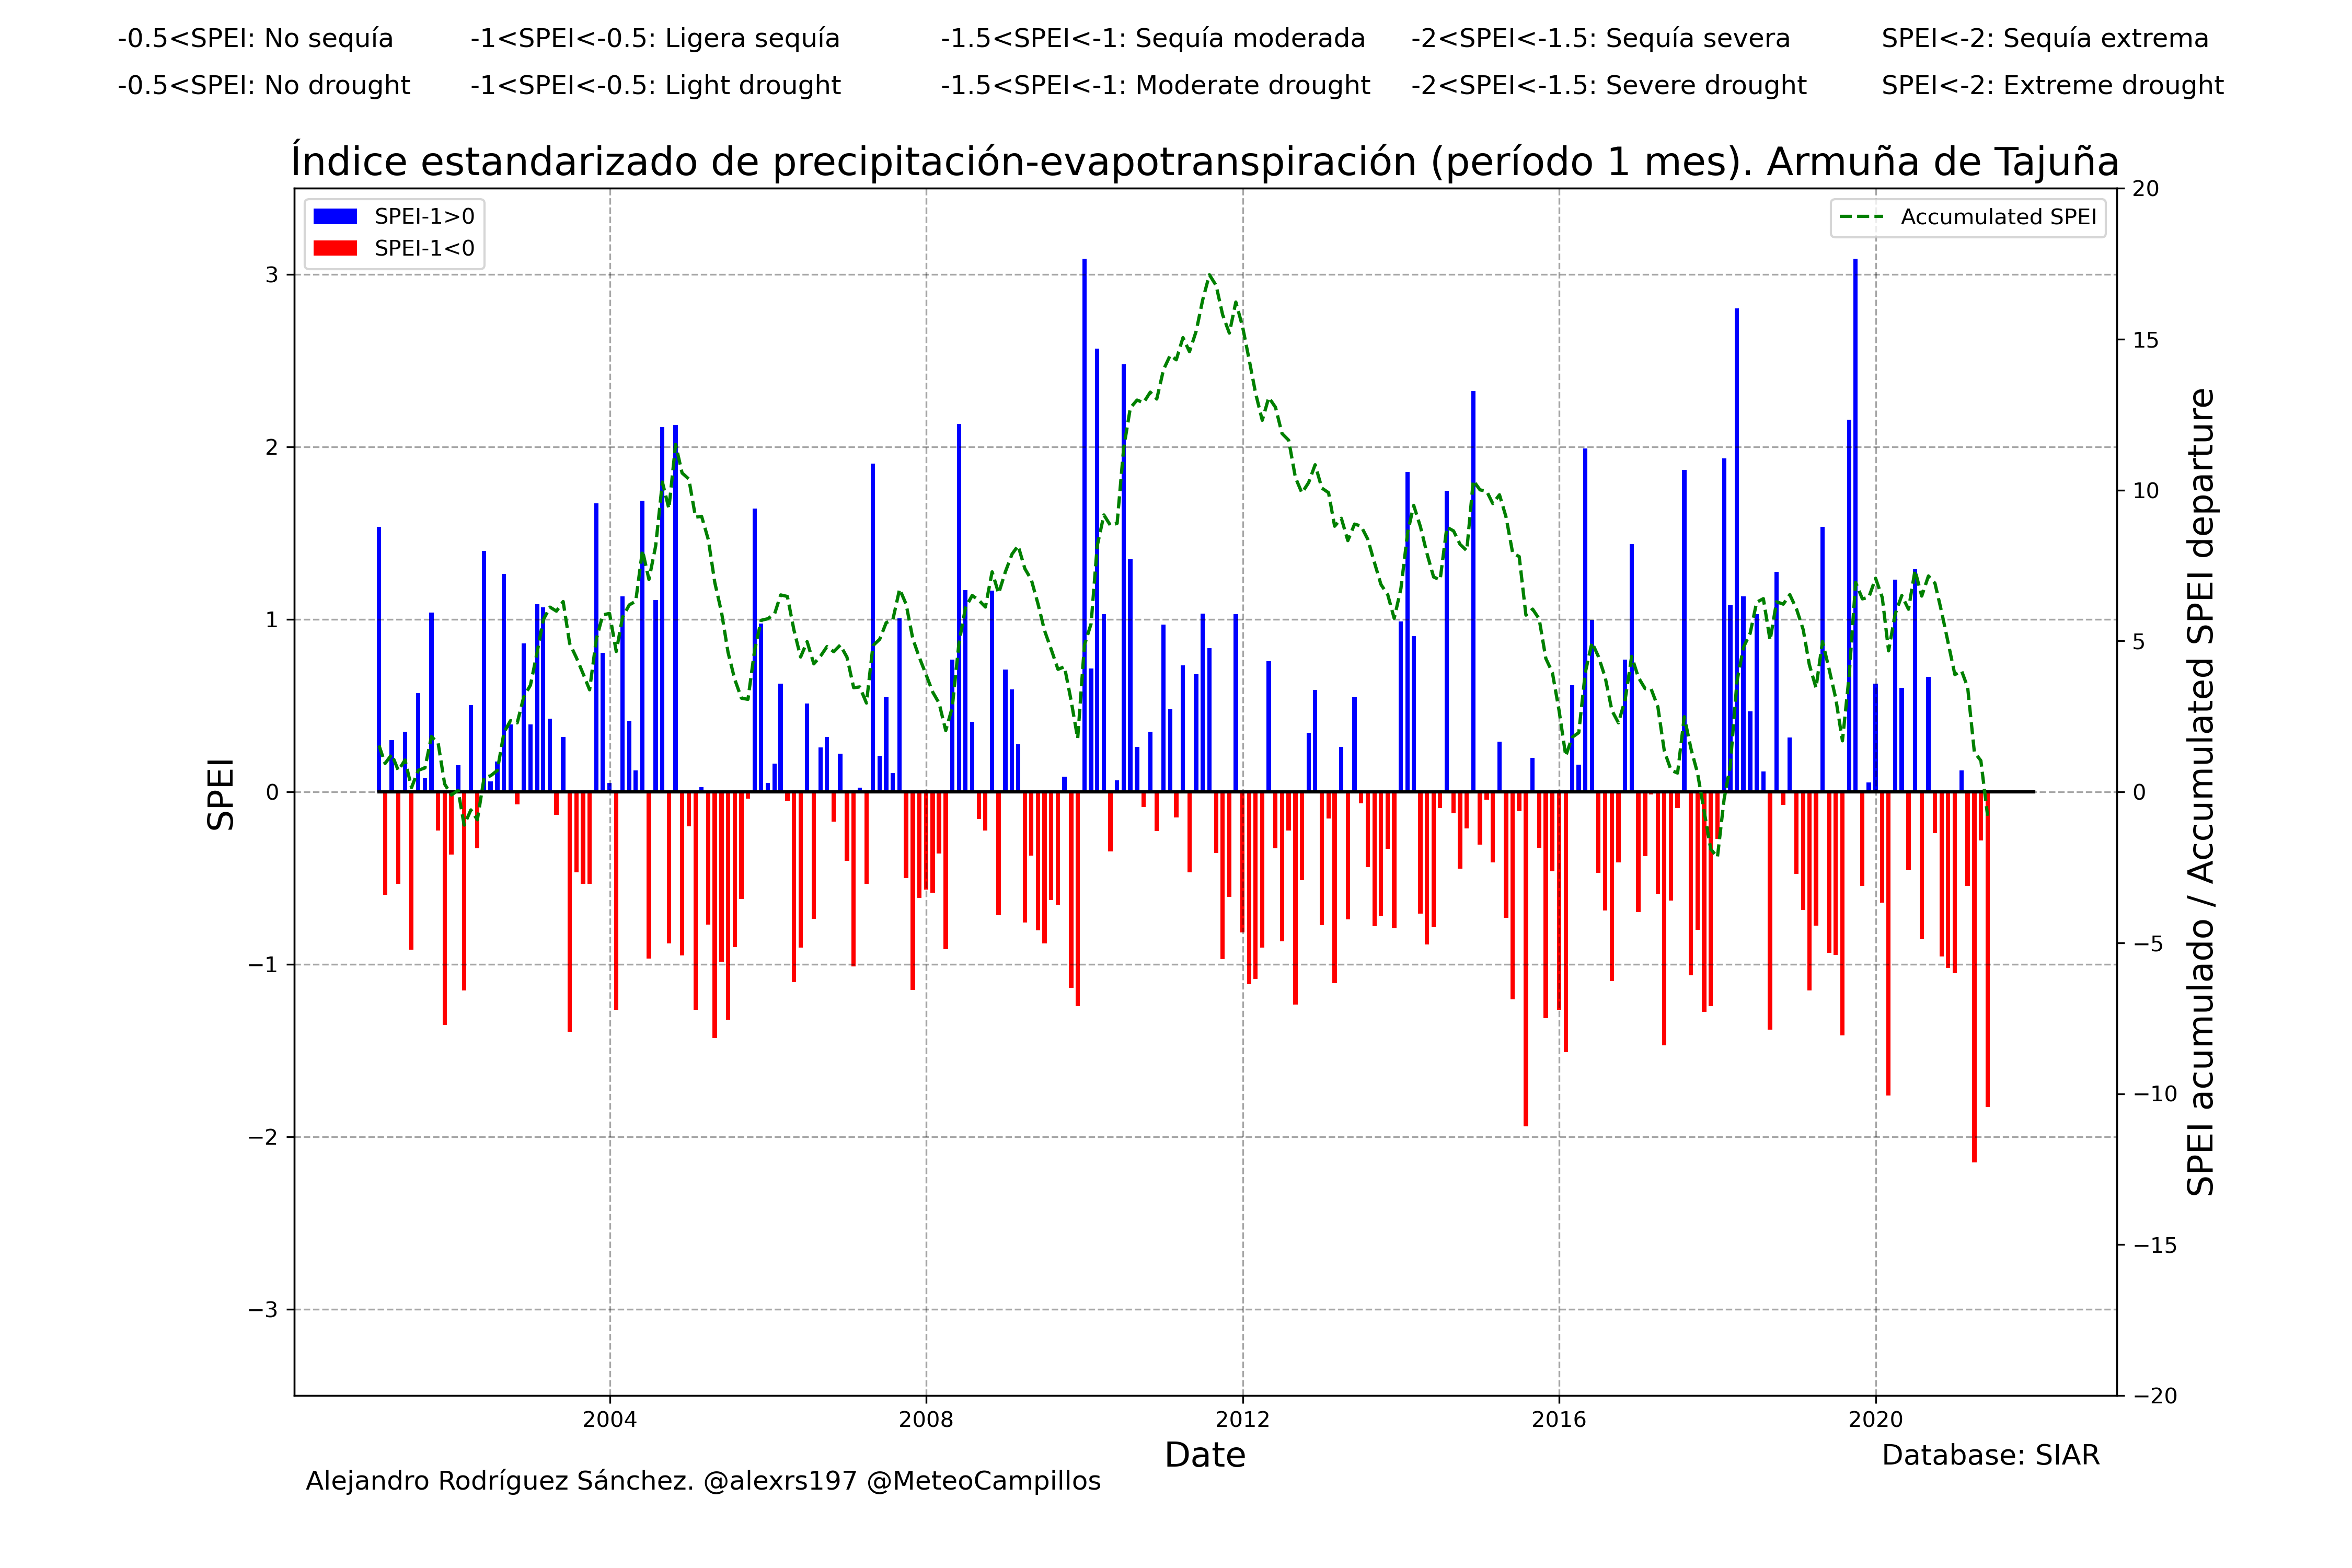 -0.5<SPEI: No sequía -1<SPEI<-0.5: Ligera sequía -1.5<SPEI<-1: Sequía moderada -2<SPEI<-1.5: Sequía severa SPEI<-2: Sequía extrema
-0.5<SPEI: No drought -1<SPEI<-0.5: Light drought -1.5<SPEI<-1: Moderate drought -2<SPEI<-1.5: Severe drought SPEI<-2: Extreme drought
Índice estandarizado de precipitación-evapotranspiración (período 1 mes). Armuña de Tajuña
SPEI-1>0
SPEI-1<0
Accumulated SPEI
SPEI
3
2
1
0
−1
−2
−3
20
15
10
5
0
−5
−10
−15
−20
SPEI acumulado / Accumulated SPEI departure
2004 2008 2012 2016 2020
Date
Database: SIAR
Alejandro Rodríguez Sánchez. @alexrs197 @MeteoCampillos